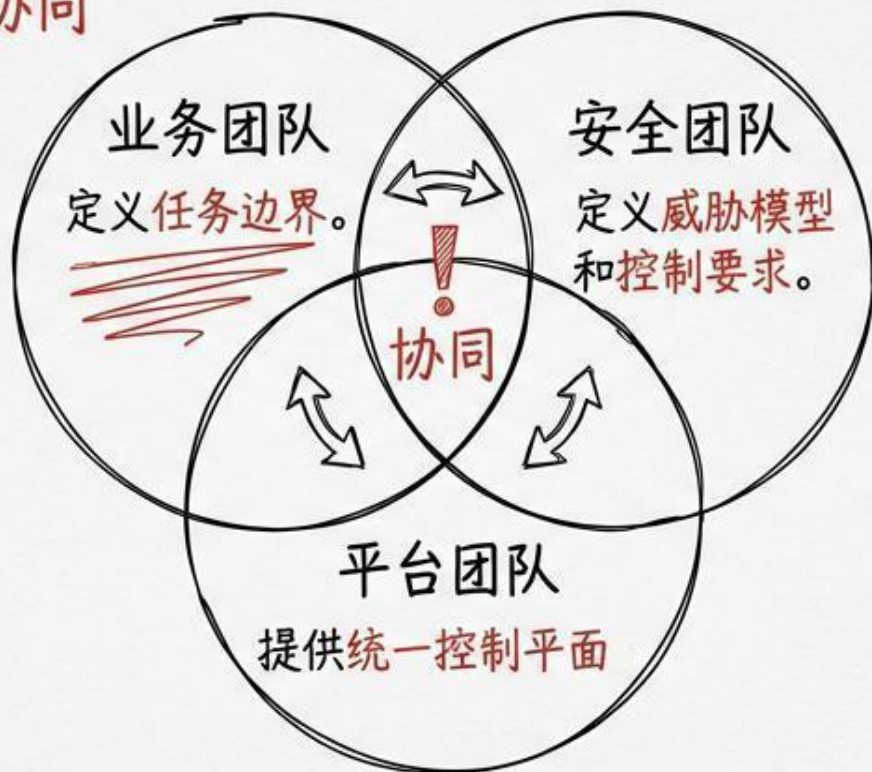 协同
业务团队
定义任务边界。
安全团队
定义威胁模型
和控制要求。
!
协同
平台团队
提供统一控制平面